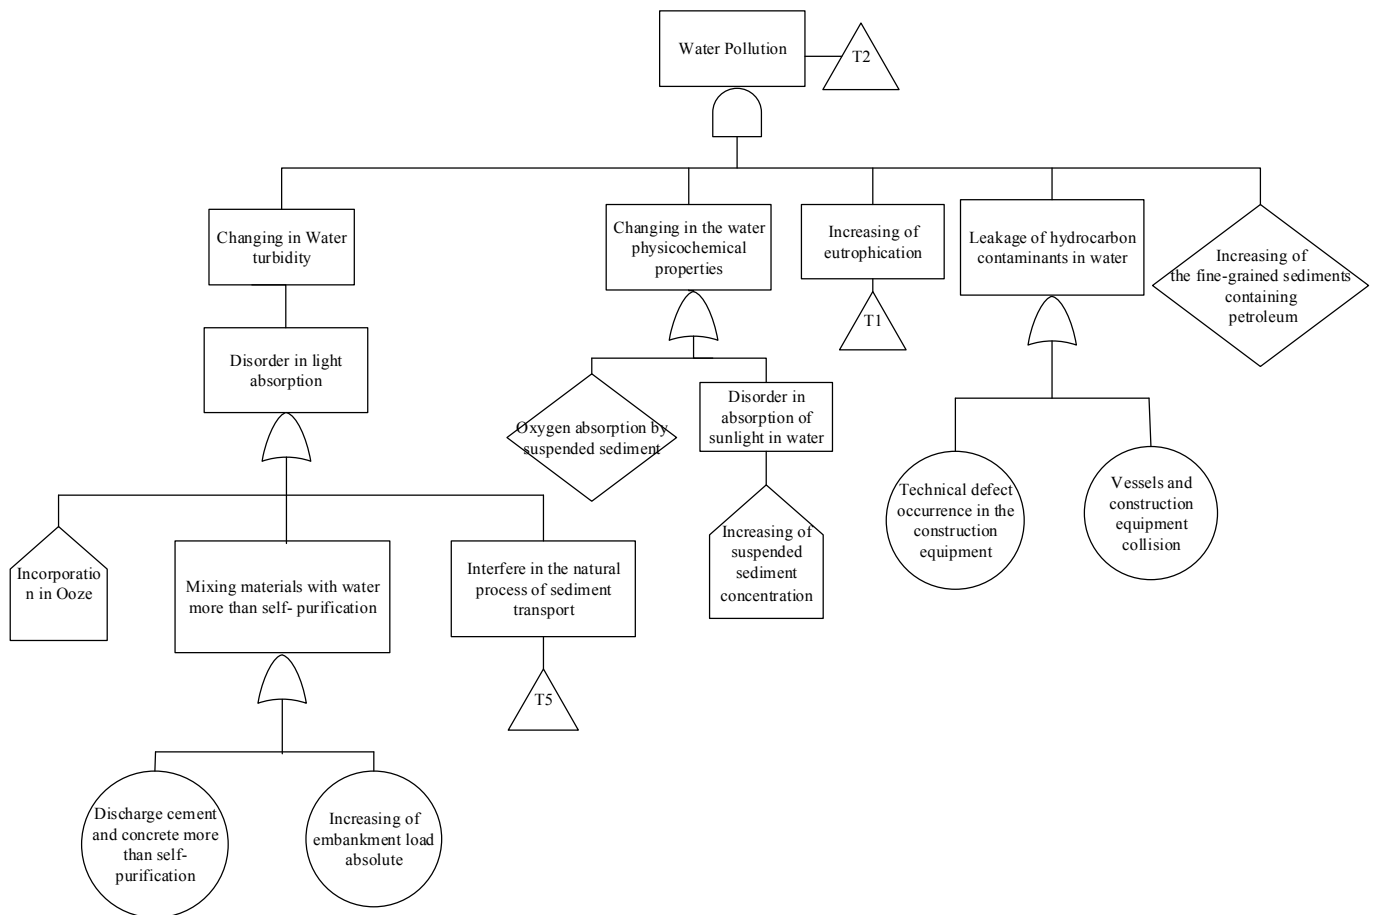 Water Pollution
T2
Changing in Water
turbidity
Changing in the water
physicochemical
properties
Increasing of
eutrophication
Leakage of hydrocarbon
contaminants in water
Increasing of
the fine-grained sediments
containing
petroleum
T1
Disorder in light
absorption
Oxygen absorption by
suspended sediment
Disorder in
absorption of
sunlight in water
Technical defect
occurrence in the
construction
equipment
Vessels and
construction
equipment
collision
Incorporatio
n in Ooze
Mixing materials with water
more than self- purification
Interfere in the natural
process of sediment
transport
Increasing of
suspended
sediment
concentration
T5
Discharge cement
and concrete more
than self-
purification
Increasing of
embankment load
absolute